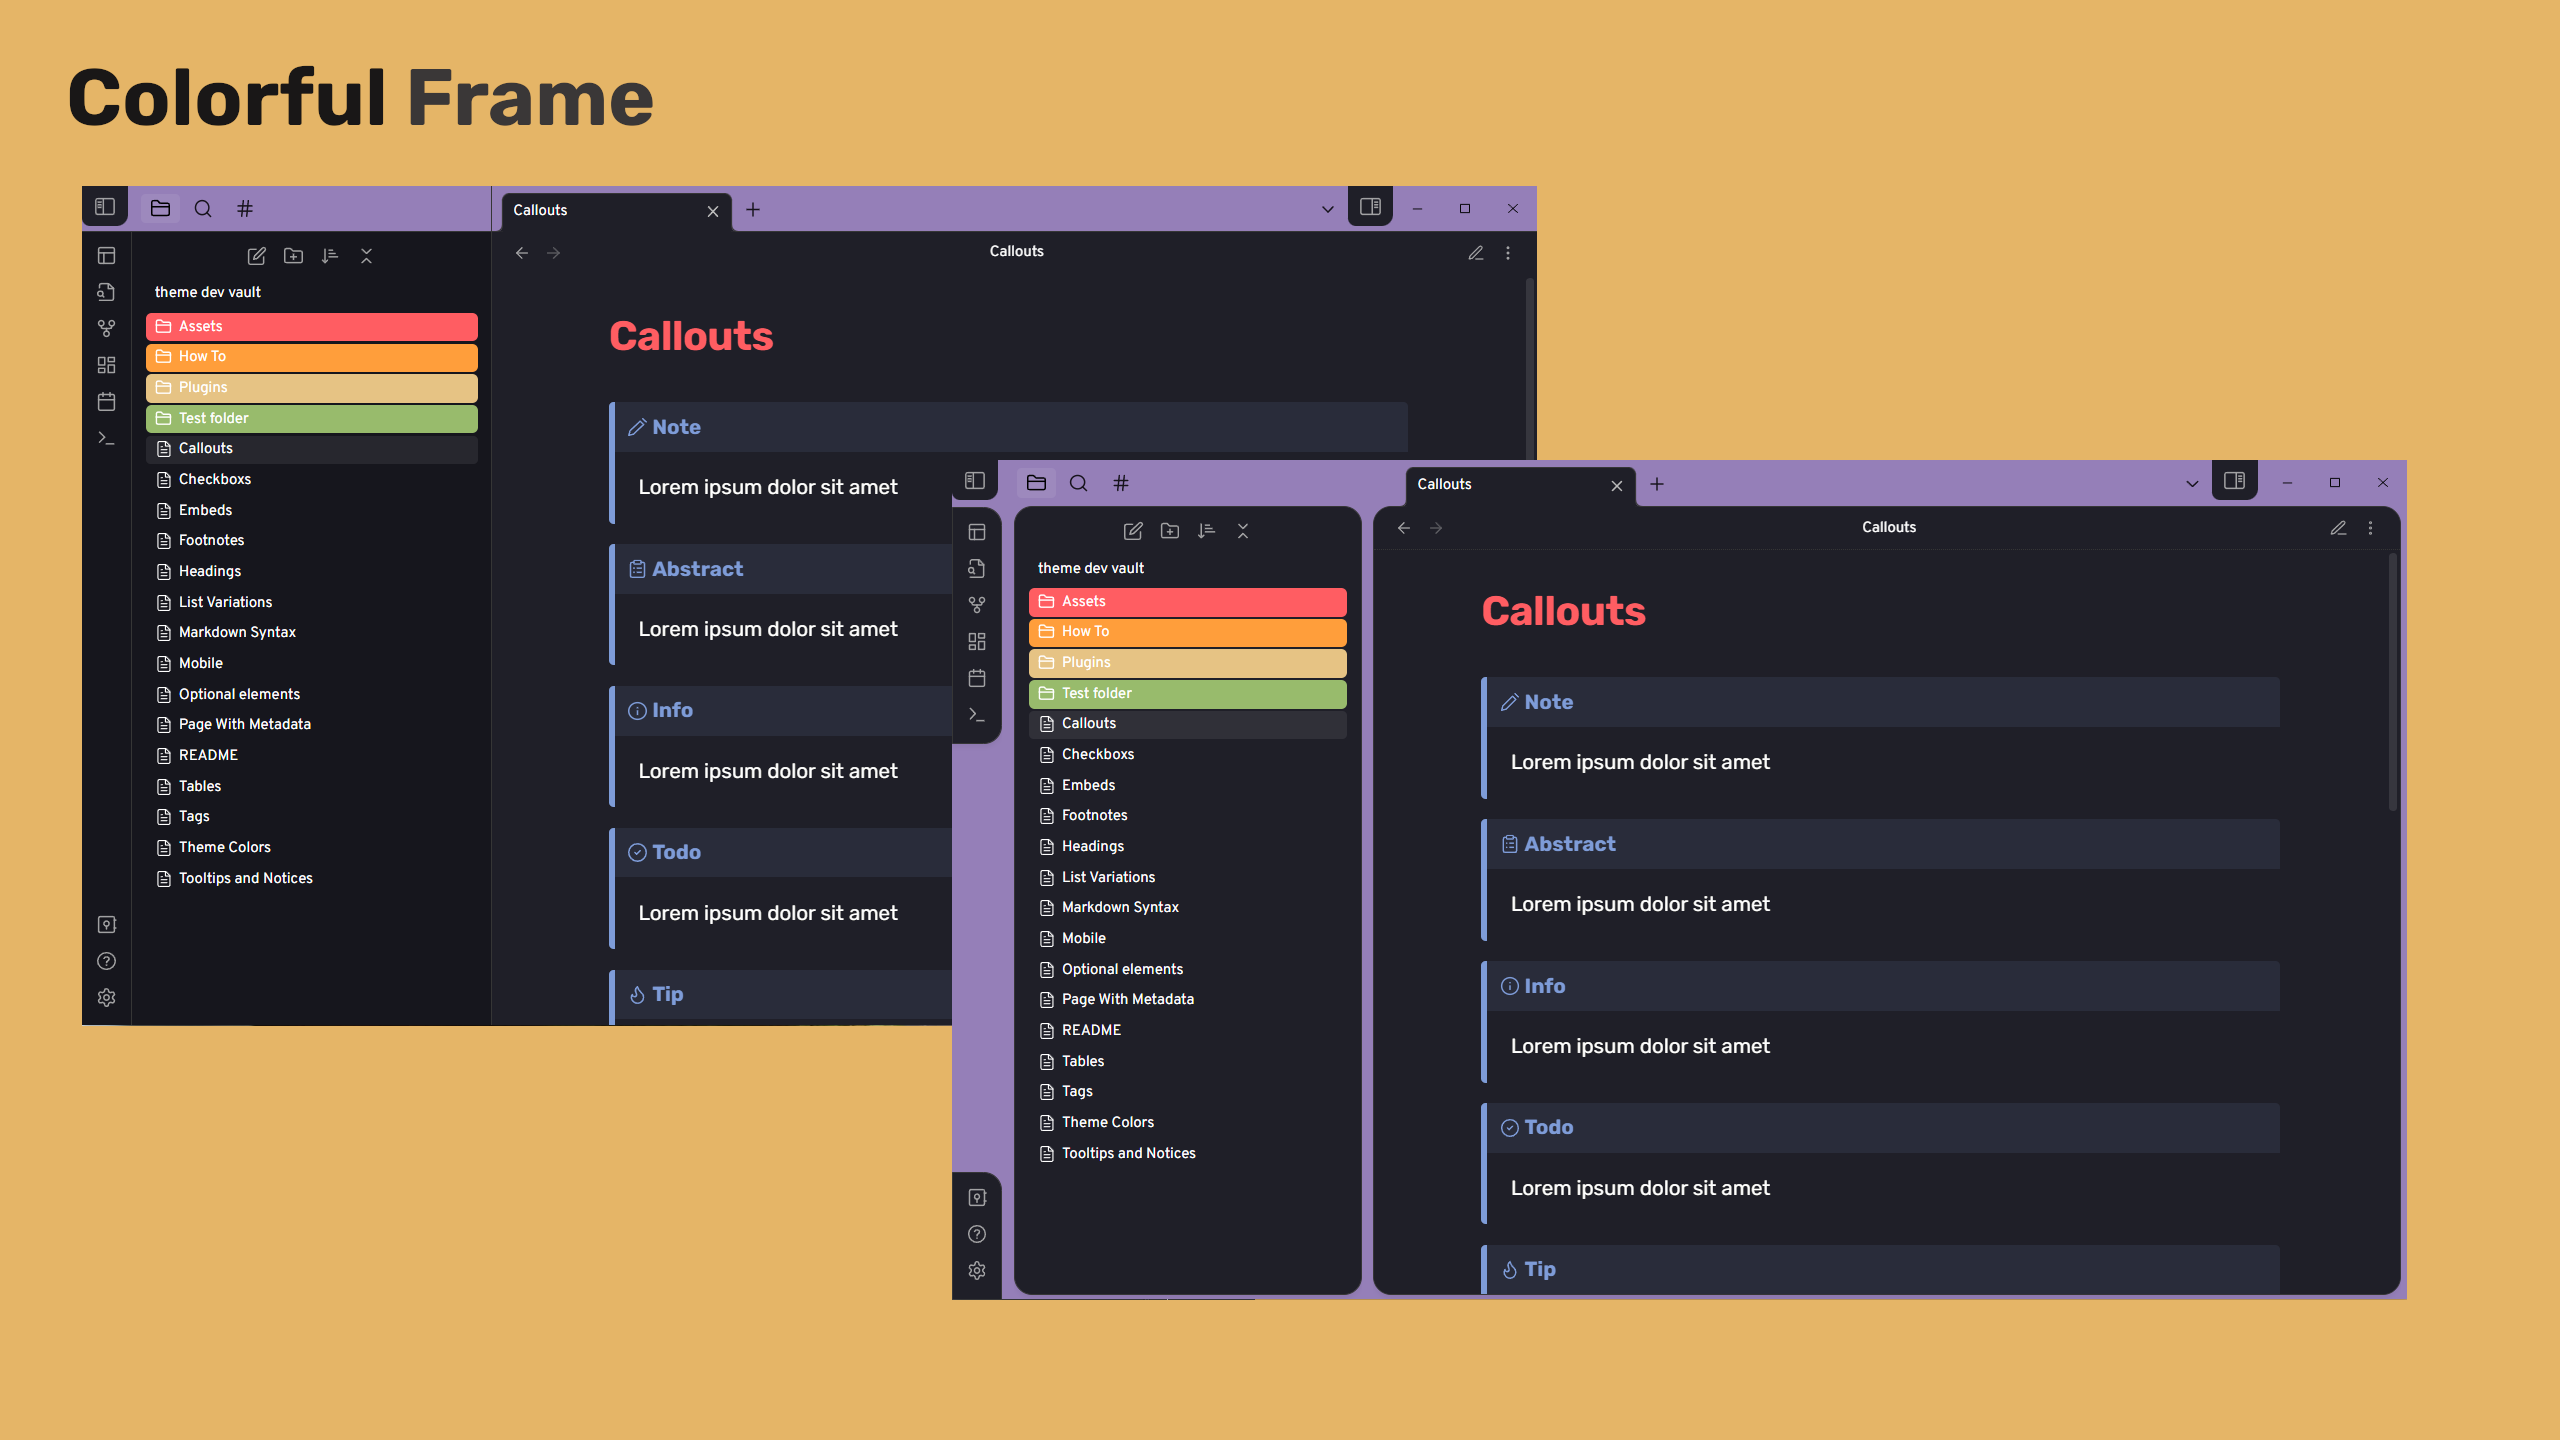 Colorful Frame
Callouts
Callouts
theme dev vault
Assets
How To
Plugins
Test folder
Callouts
Checkboxs
Embeds
Footnotes
Headings
List Variations
Markdown Syntax
Mobile
Optional elements
Page With Metadata
README
Tables
Tags
Theme Colors
Tooltips and Notices
Callouts
Note
Lorem ipsum dolor sit amet
Abstract
Lorem ipsum dolor sit amet
Info
Lorem ipsum dolor sit amet
Todo
Lorem ipsum dolor sit amet
Tip
Callouts
Callouts
theme dev vault
Assets
How To
Plugins
Test folder
Callouts
Checkboxs
Embeds
Footnotes
Headings
List Variations
Markdown Syntax
Mobile
Optional elements
Page With Metadata
README
Tables
Tags
Theme Colors
Tooltips and Notices
Callouts
Note
Lorem ipsum dolor sit amet
Abstract
Lorem ipsum dolor sit amet
Info
Lorem ipsum dolor sit amet
Todo
Lorem ipsum dolor sit amet
Tip